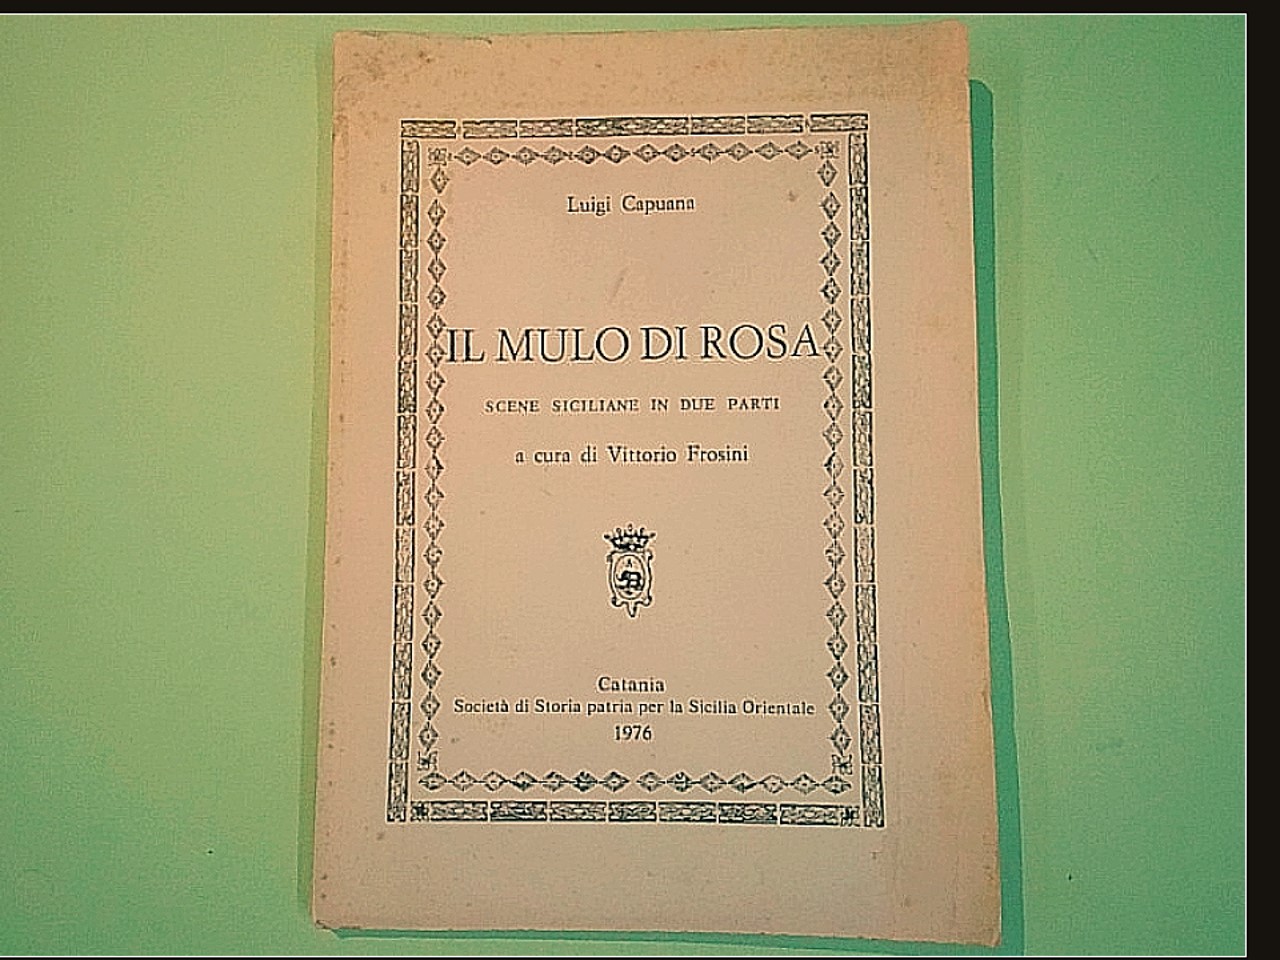 Luigi Capuana
IL MULO DI ROSA
SCENE SICILIANE IN DUE PARTI
a cura di Vittorio Frosini
Catania
Società di Storia patria per la Sicilia Orientale
1976